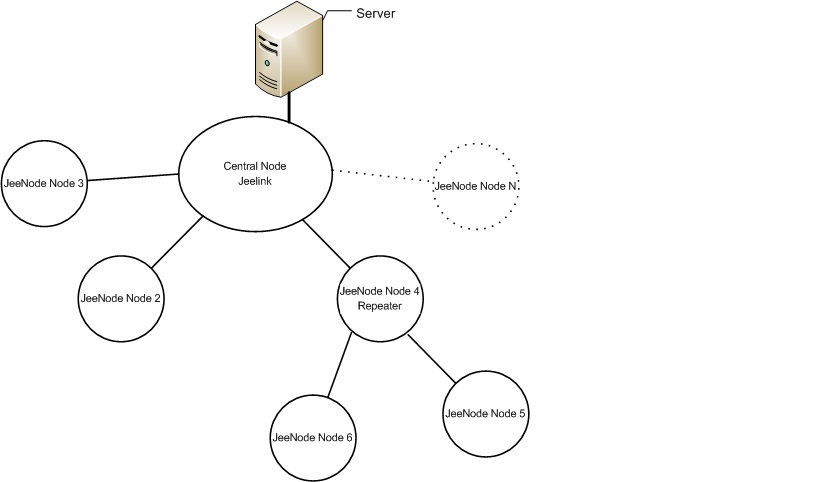 Server
Central Node
Jeelink
JeeNode Node 3
JeeNode Node N
JeeNode Node 2
JeeNode Node 4
Repeater
JeeNode Node 5
JeeNode Node 6